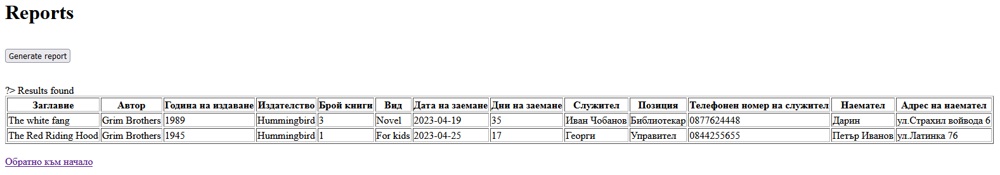 Reports
Generate report
?> Results found
Заглавие Автор Година на издаване Издателство Брой книги Вид Дата на заемане Дни на заемане Служител Позиция Телефонен номер на служител Наемател Адрес на наемател
The white fang Grim Brothers 1989 Hummingbird 3 Novel 2023-04-19 35 Иван Чобанов Библиотекар 0877624448 Дарин ул.Страхил войвода 6
The Red Riding Hood Grim Brothers 1945 Hummingbird 1 For kids 2023-04-25 17 Георги Управител 0844255655 Петър Иванов ул.Латинка 76
Обратно към начало